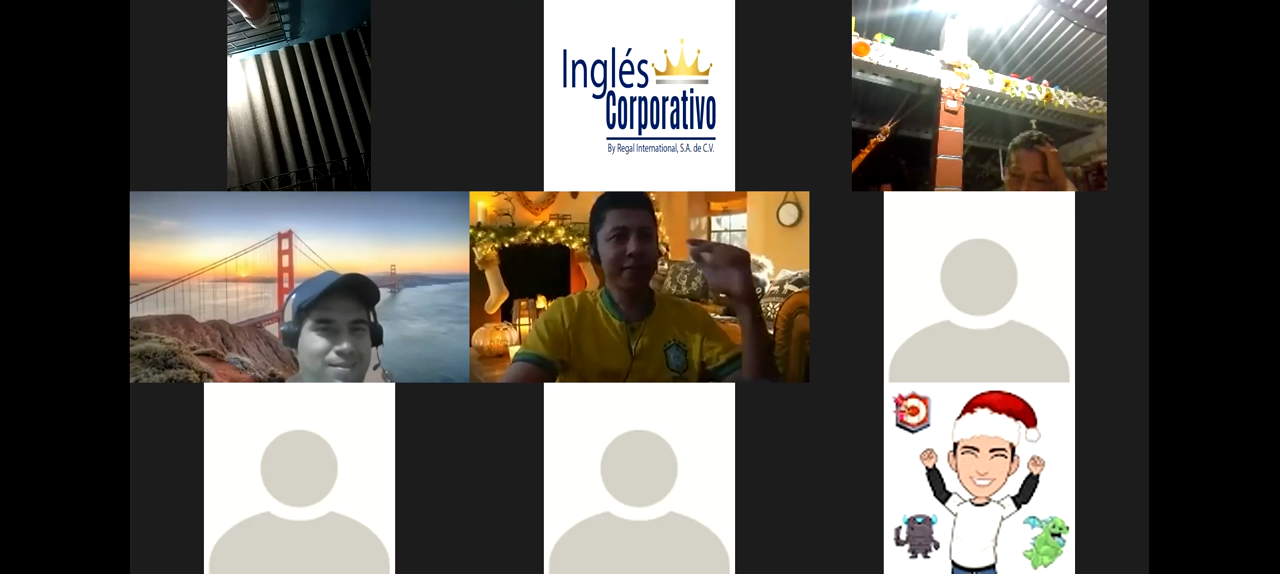 Inglés
Corporativo
By Regal International, S.A. de C.V.